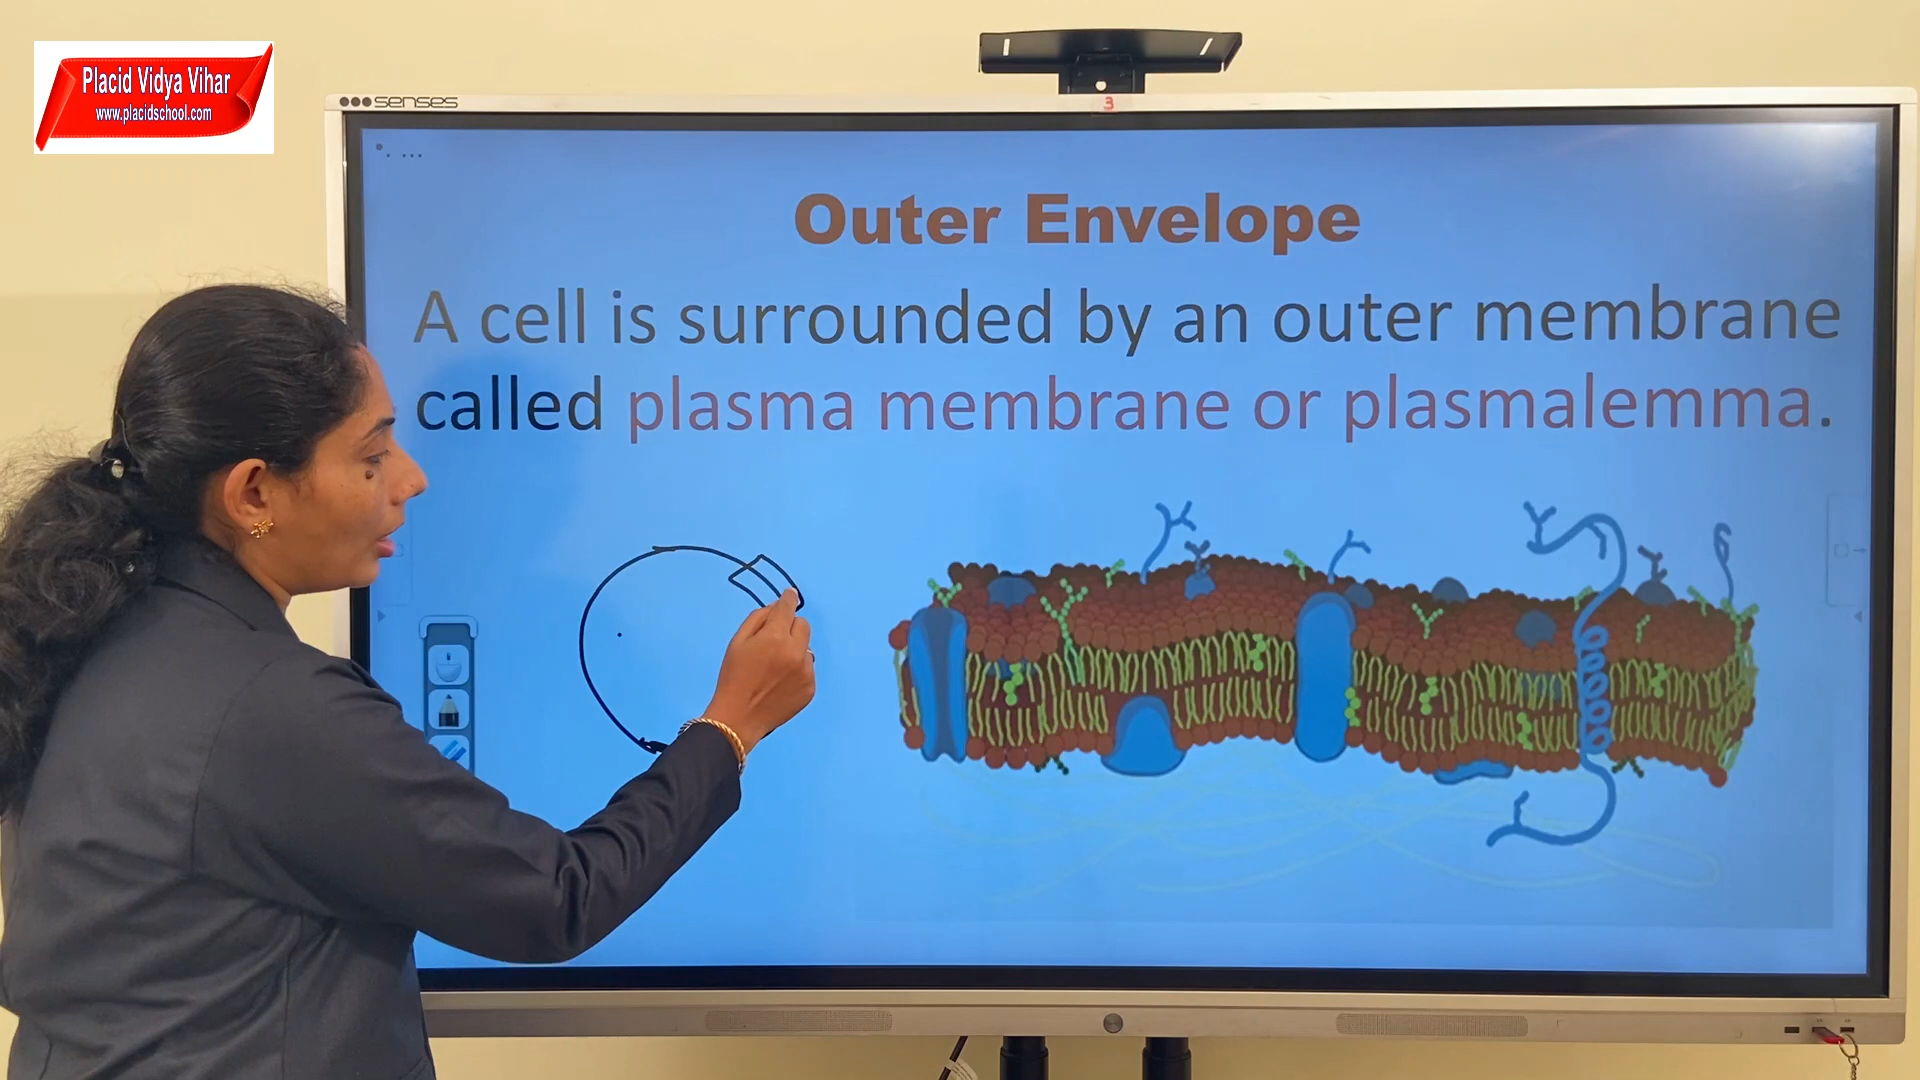 Placid Vidya Vihar
www.placidschool.com
senses
3
Outer Envelope
A cell is surrounded by an outer membrane
called plasma membrane or plasmalemma.